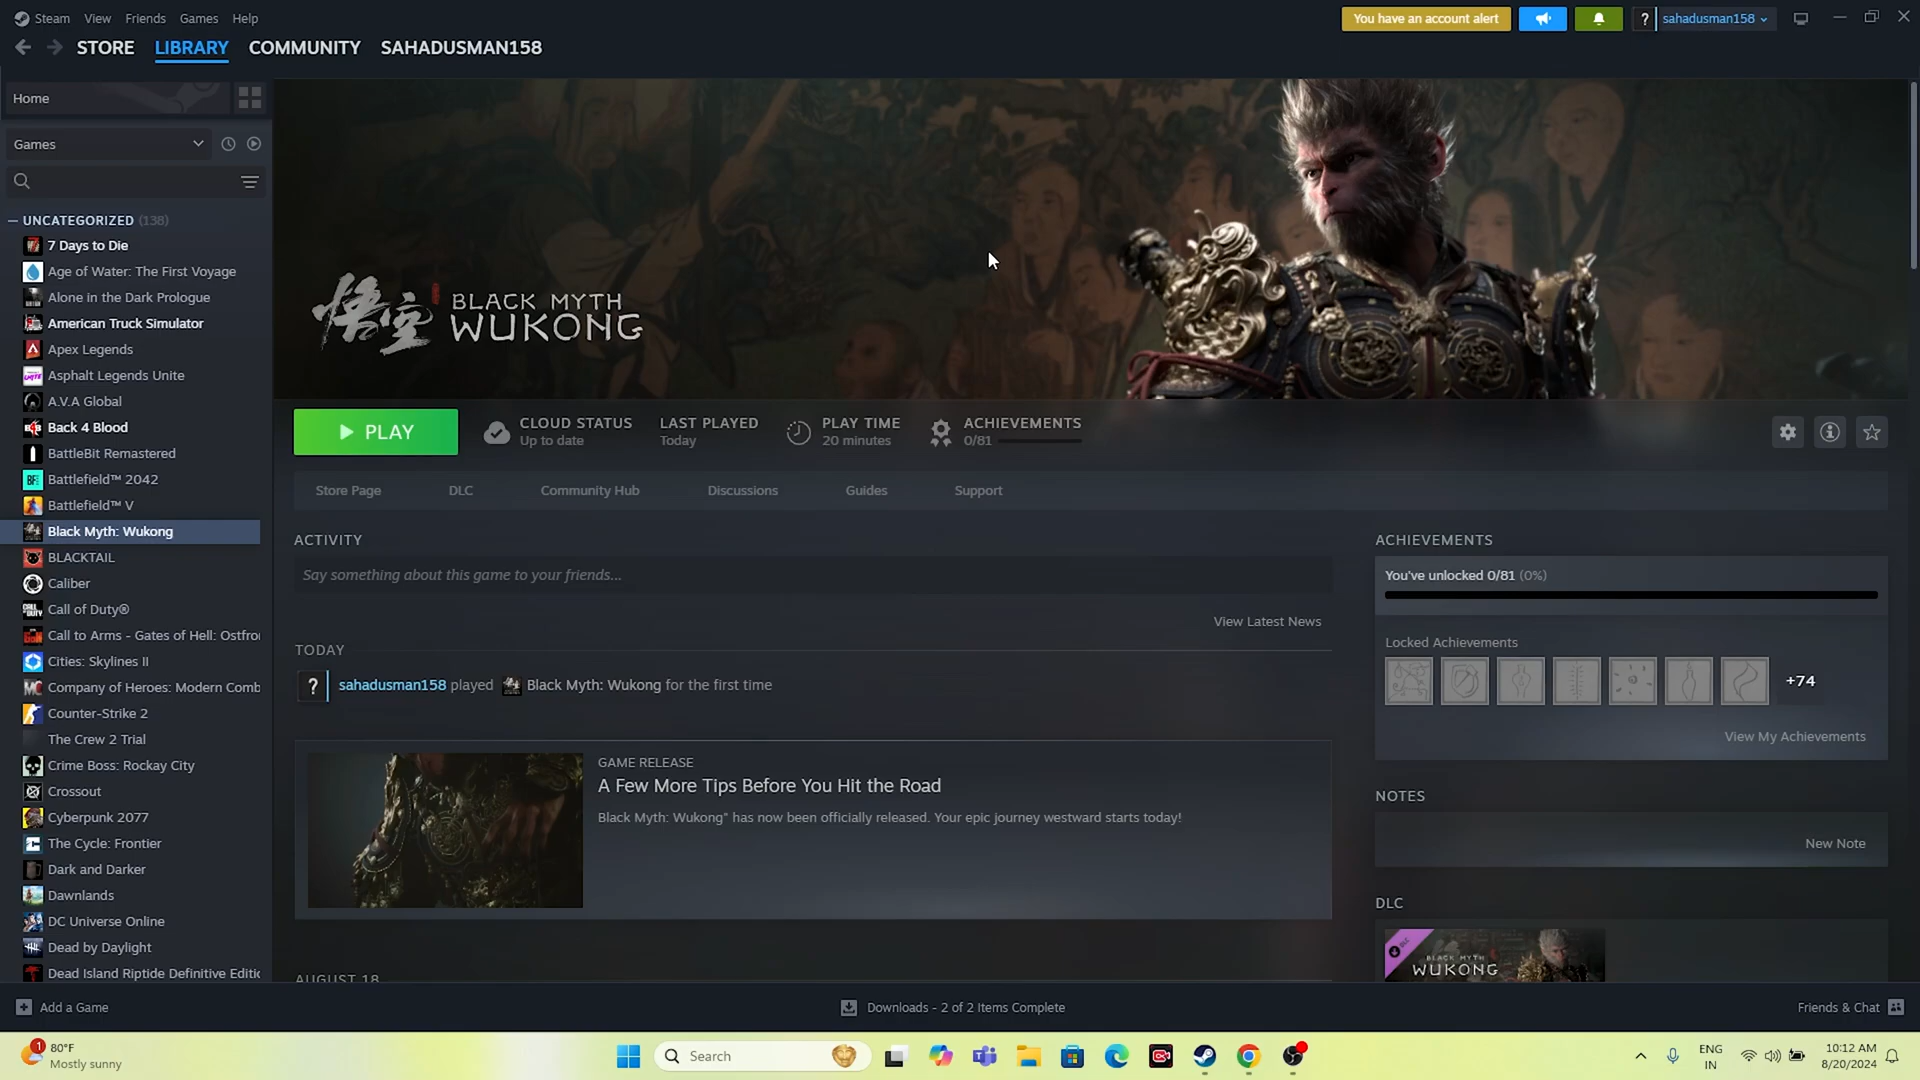 Steam View Friends Games Help
You have an account alert
? sahadusman158
STORE LIBRARY COMMUNITY SAHADUSMAN158
Home
Games
UNCATEGORIZED (138)
7 Days to Die
Age of Water: The First Voyage
Alone in the Dark Prologue
American Truck Simulator
Apex Legends
Asphalt Legends Unite
A.V.A Global
Back 4 Blood
BattleBit Remastered
Battlefield™ 2042
Battlefield™ V
Black Myth: Wukong
BLACKTAIL
Caliber
Call of Duty®
Call to Arms - Gates of Hell: Ostfro
Cities: Skylines II
Company of Heroes: Modern Comb
Counter-Strike 2
The Crew 2 Trial
Crime Boss: Rockay City
Crossout
Cyberpunk 2077
The Cycle: Frontier
Dark and Darker
Dawnlands
DC Universe Online
Dead by Daylight
Dead Island Riptide Definitive Editi
悟空
BLACK MYTH
WUKONG
PLAY
CLOUD STATUS
Up to date
LAST PLAYED
Today
PLAY TIME
20 minutes
ACHIEVEMENTS
0/81
Store Page DLC Community Hub Discussions Guides Support
ACTIVITY
Say something about this game to your friends...
View Latest News
TODAY
? sahadusman158 played Black Myth: Wukong for the first time
GAME RELEASE
A Few More Tips Before You Hit the Road
Black Myth: Wukong" has now been officially released. Your epic journey westward starts today!
AUGUST 18
ACHIEVEMENTS
You've unlocked 0/81 (0%)
Locked Achievements
+74
View My Achievements
NOTES
New Note
DLC
DLC
BLACK MYTH
WUKONG
Add a Game
Downloads - 2 of 2 Items Complete
Friends & Chat
1
80°F
Mostly sunny
Search
ENG
IN
10:12 AM
8/20/2024